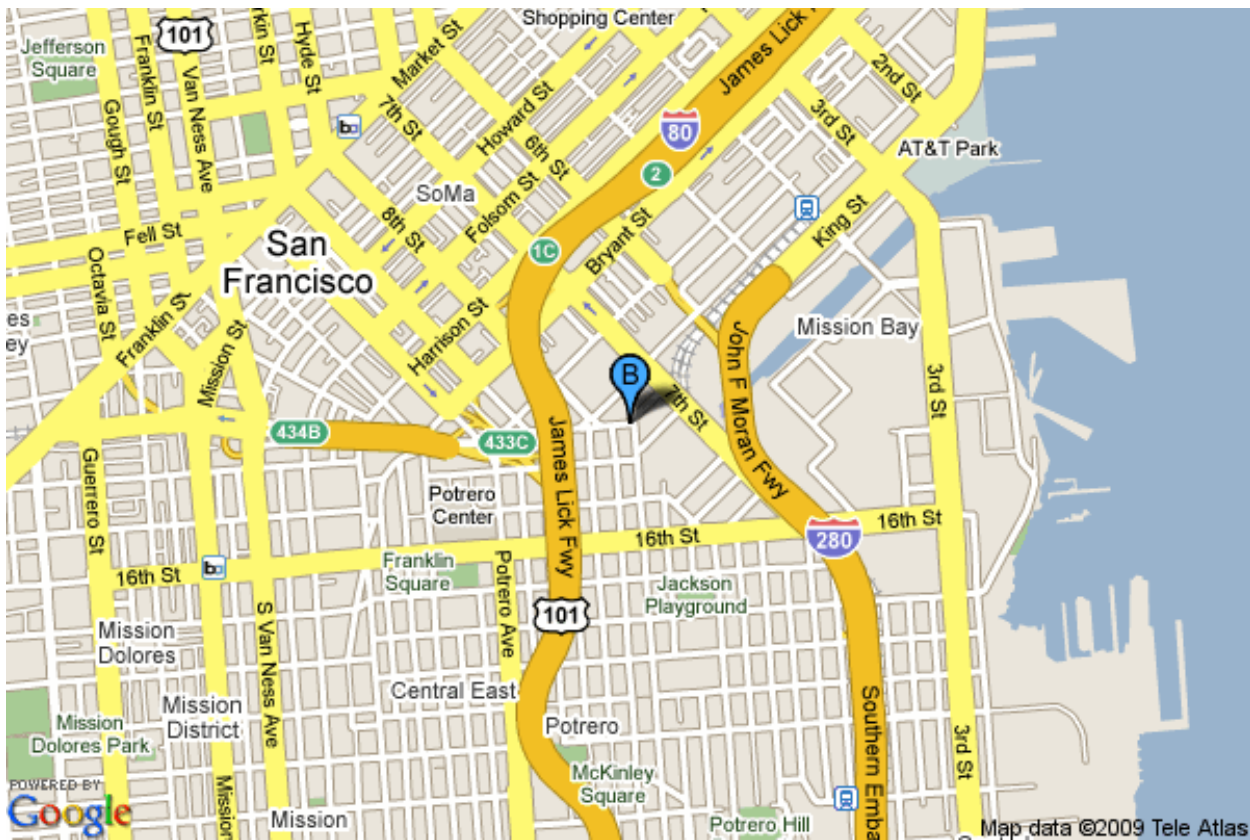 Shopping Center
James Lick F
101
Jefferson
Square
Franklin St
rkin St
Hyde St
Van Ness Ave
Gough St
Market St
7th St
Howard St
6th St
2nd St
3rd St
80
AT&T Park
2
SoMa
8th St
Folsom St
Bryant St
King St
Fell St
San
Francisco
1C
Octavia St
Franklin St
Mission St
Harrison St
es
ey
Mission Bay
John F Moran Fwy
B
7th St
3rd St
434B
433C
James Lick Fwy
Guerrero St
Potrero
Center
16th St
280
16th St
16th St
Franklin
Square
Potrero Ave
Jackson
Playground
101
S Van Ness Ave
Mission
Dolores
Central East
Mission
District
Potrero
Mission
Dolores Park
Southern Emba
3rd St
McKinley
Square
POWERED BY
Google
Mission
Mission
Potrero Hill
Map data ©2009 Tele Atlas